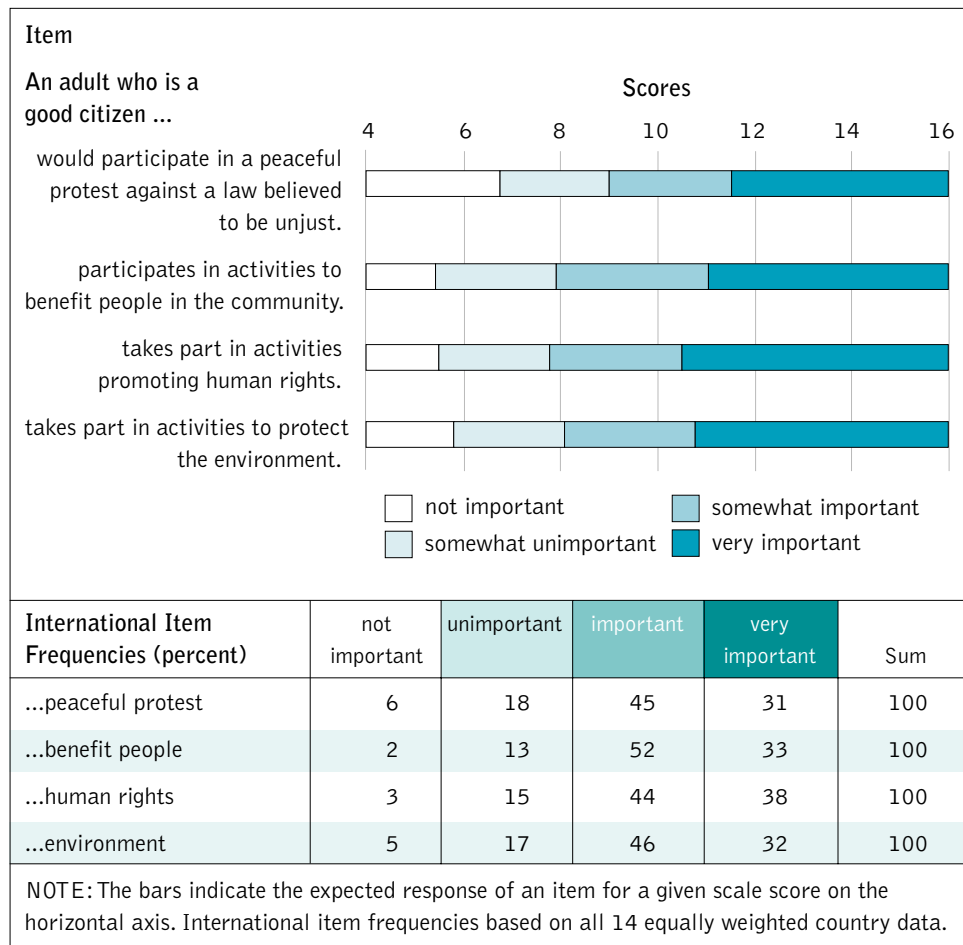 Item
An adult who is a
good citizen ...
Scores
4 6 8 10 12 14 16
would participate in a peaceful
protest against a law believed
to be unjust.
participates in activities to
benefit people in the community.
takes part in activities
promoting human rights.
takes part in activities to protect
the environment.
not important
somewhat important
somewhat unimportant
very important
International Item
Frequencies (percent)
not
important
unimportant
important
very
important
Sum
...peaceful protest 6 18 45 31 100
...benefit people 2 13 52 33 100
...human rights 3 15 44 38 100
...environment 5 17 46 32 100
NOTE: The bars indicate the expected response of an item for a given scale score on the
horizontal axis. International item frequencies based on all 14 equally weighted country data.